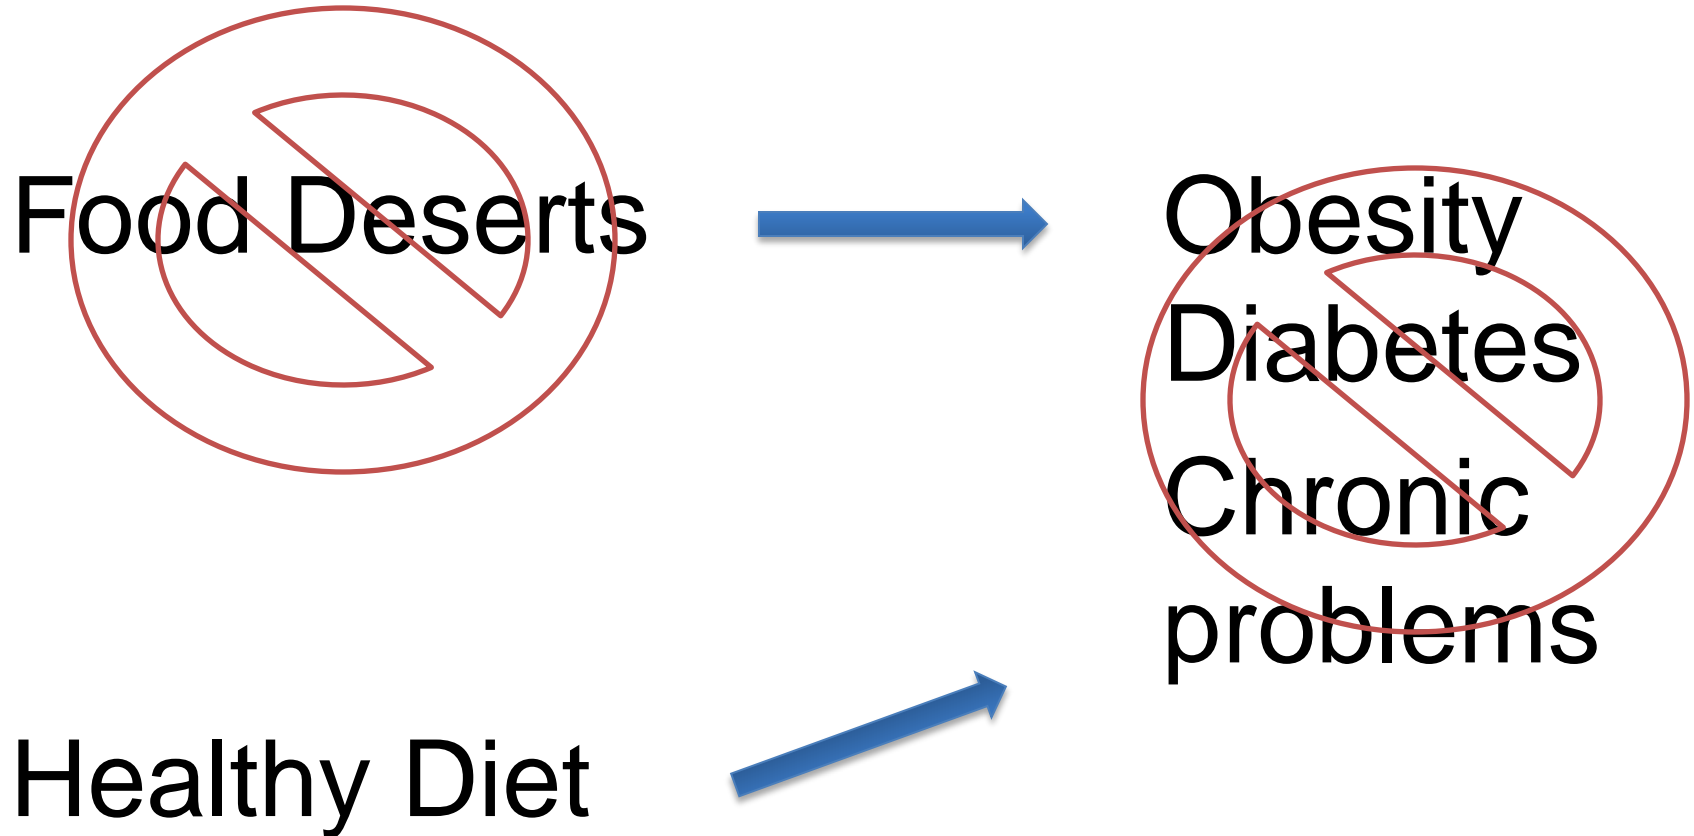 Food Deserts
Obesity
Diabetes
Chronic
problems
Healthy Diet